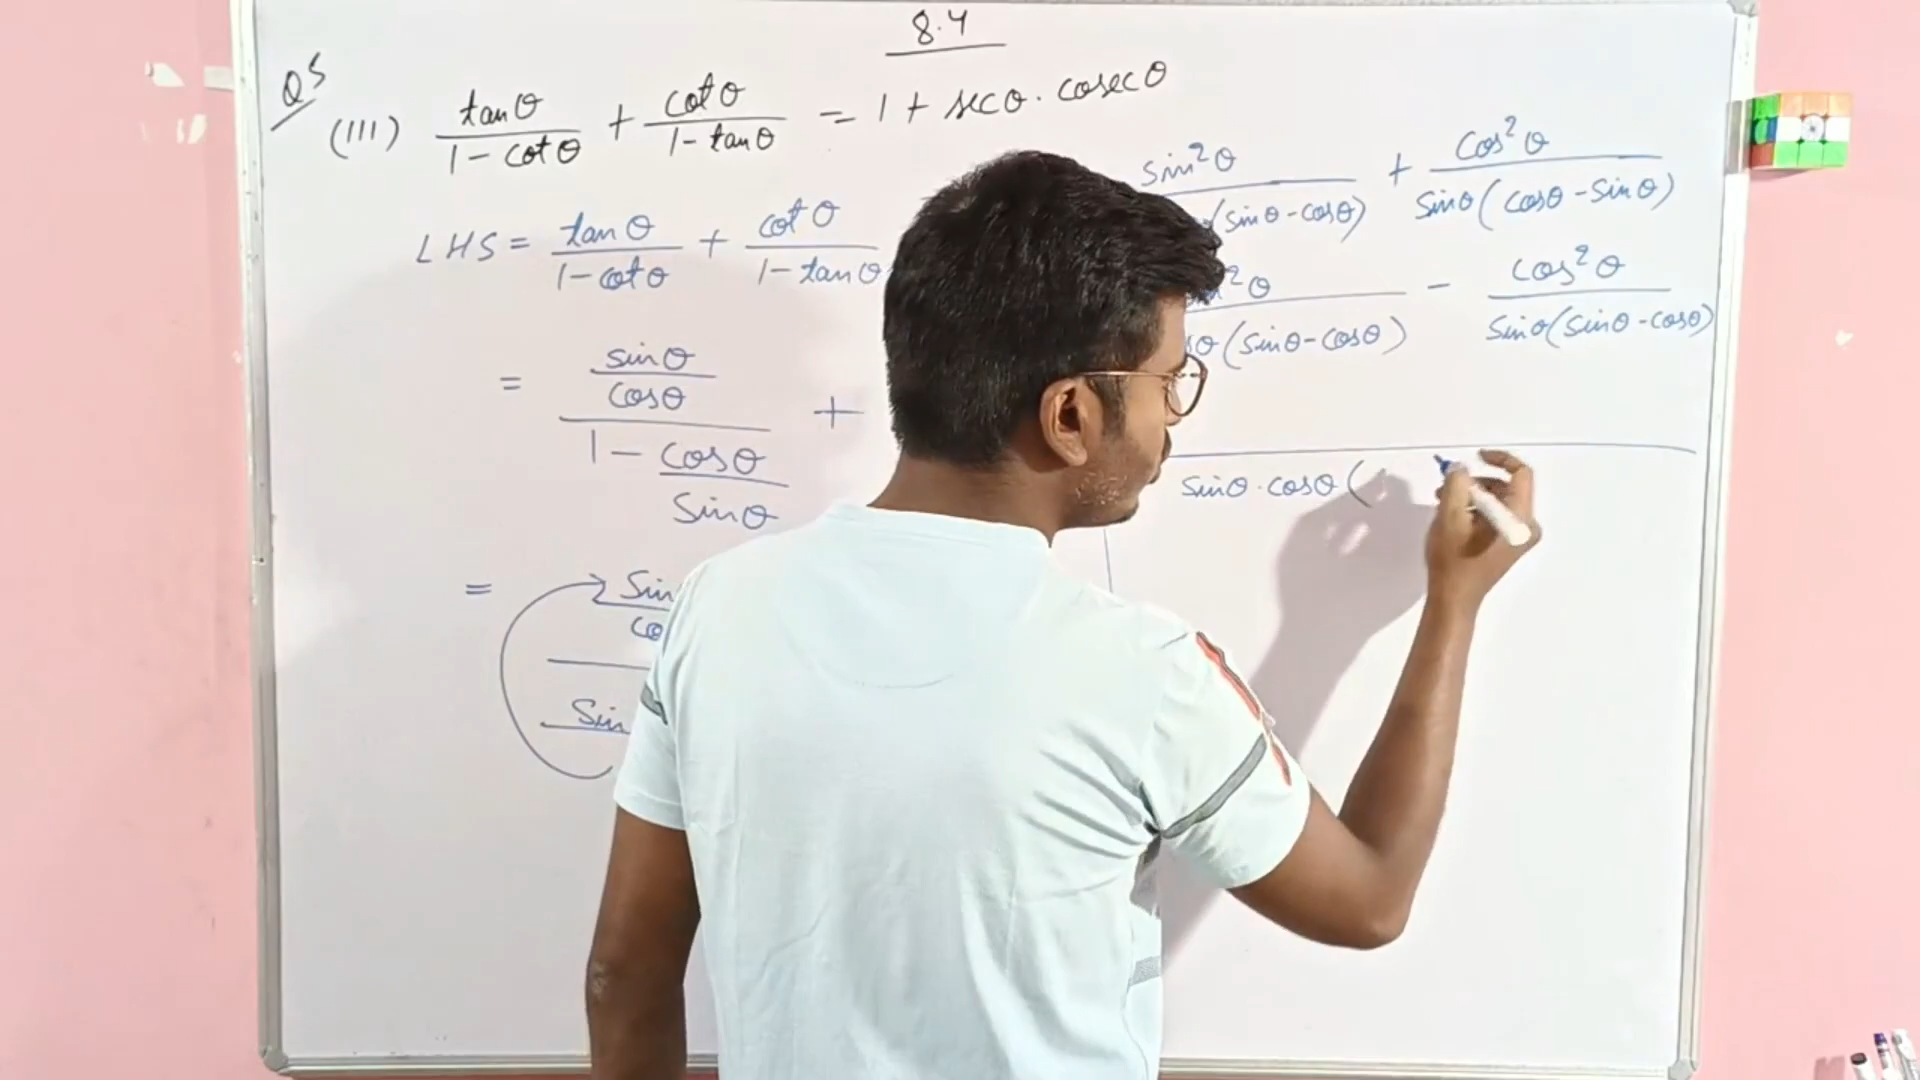 8.4
Q5
(III) tanθ / 1 - cotθ + cotθ / 1 - tanθ = 1 + secθ . cosecθ
LHS = tanθ / 1 - cotθ + cotθ / 1 - tanθ
= sinθ / cosθ / 1 - cosθ / sinθ +
= Sin
Sin
sin²θ / (sinθ - cosθ) + cos²θ / sinθ (cosθ - sinθ)
²θ / (sinθ - cosθ) - cos²θ / sinθ (sinθ - cosθ)
sinθ . cosθ (